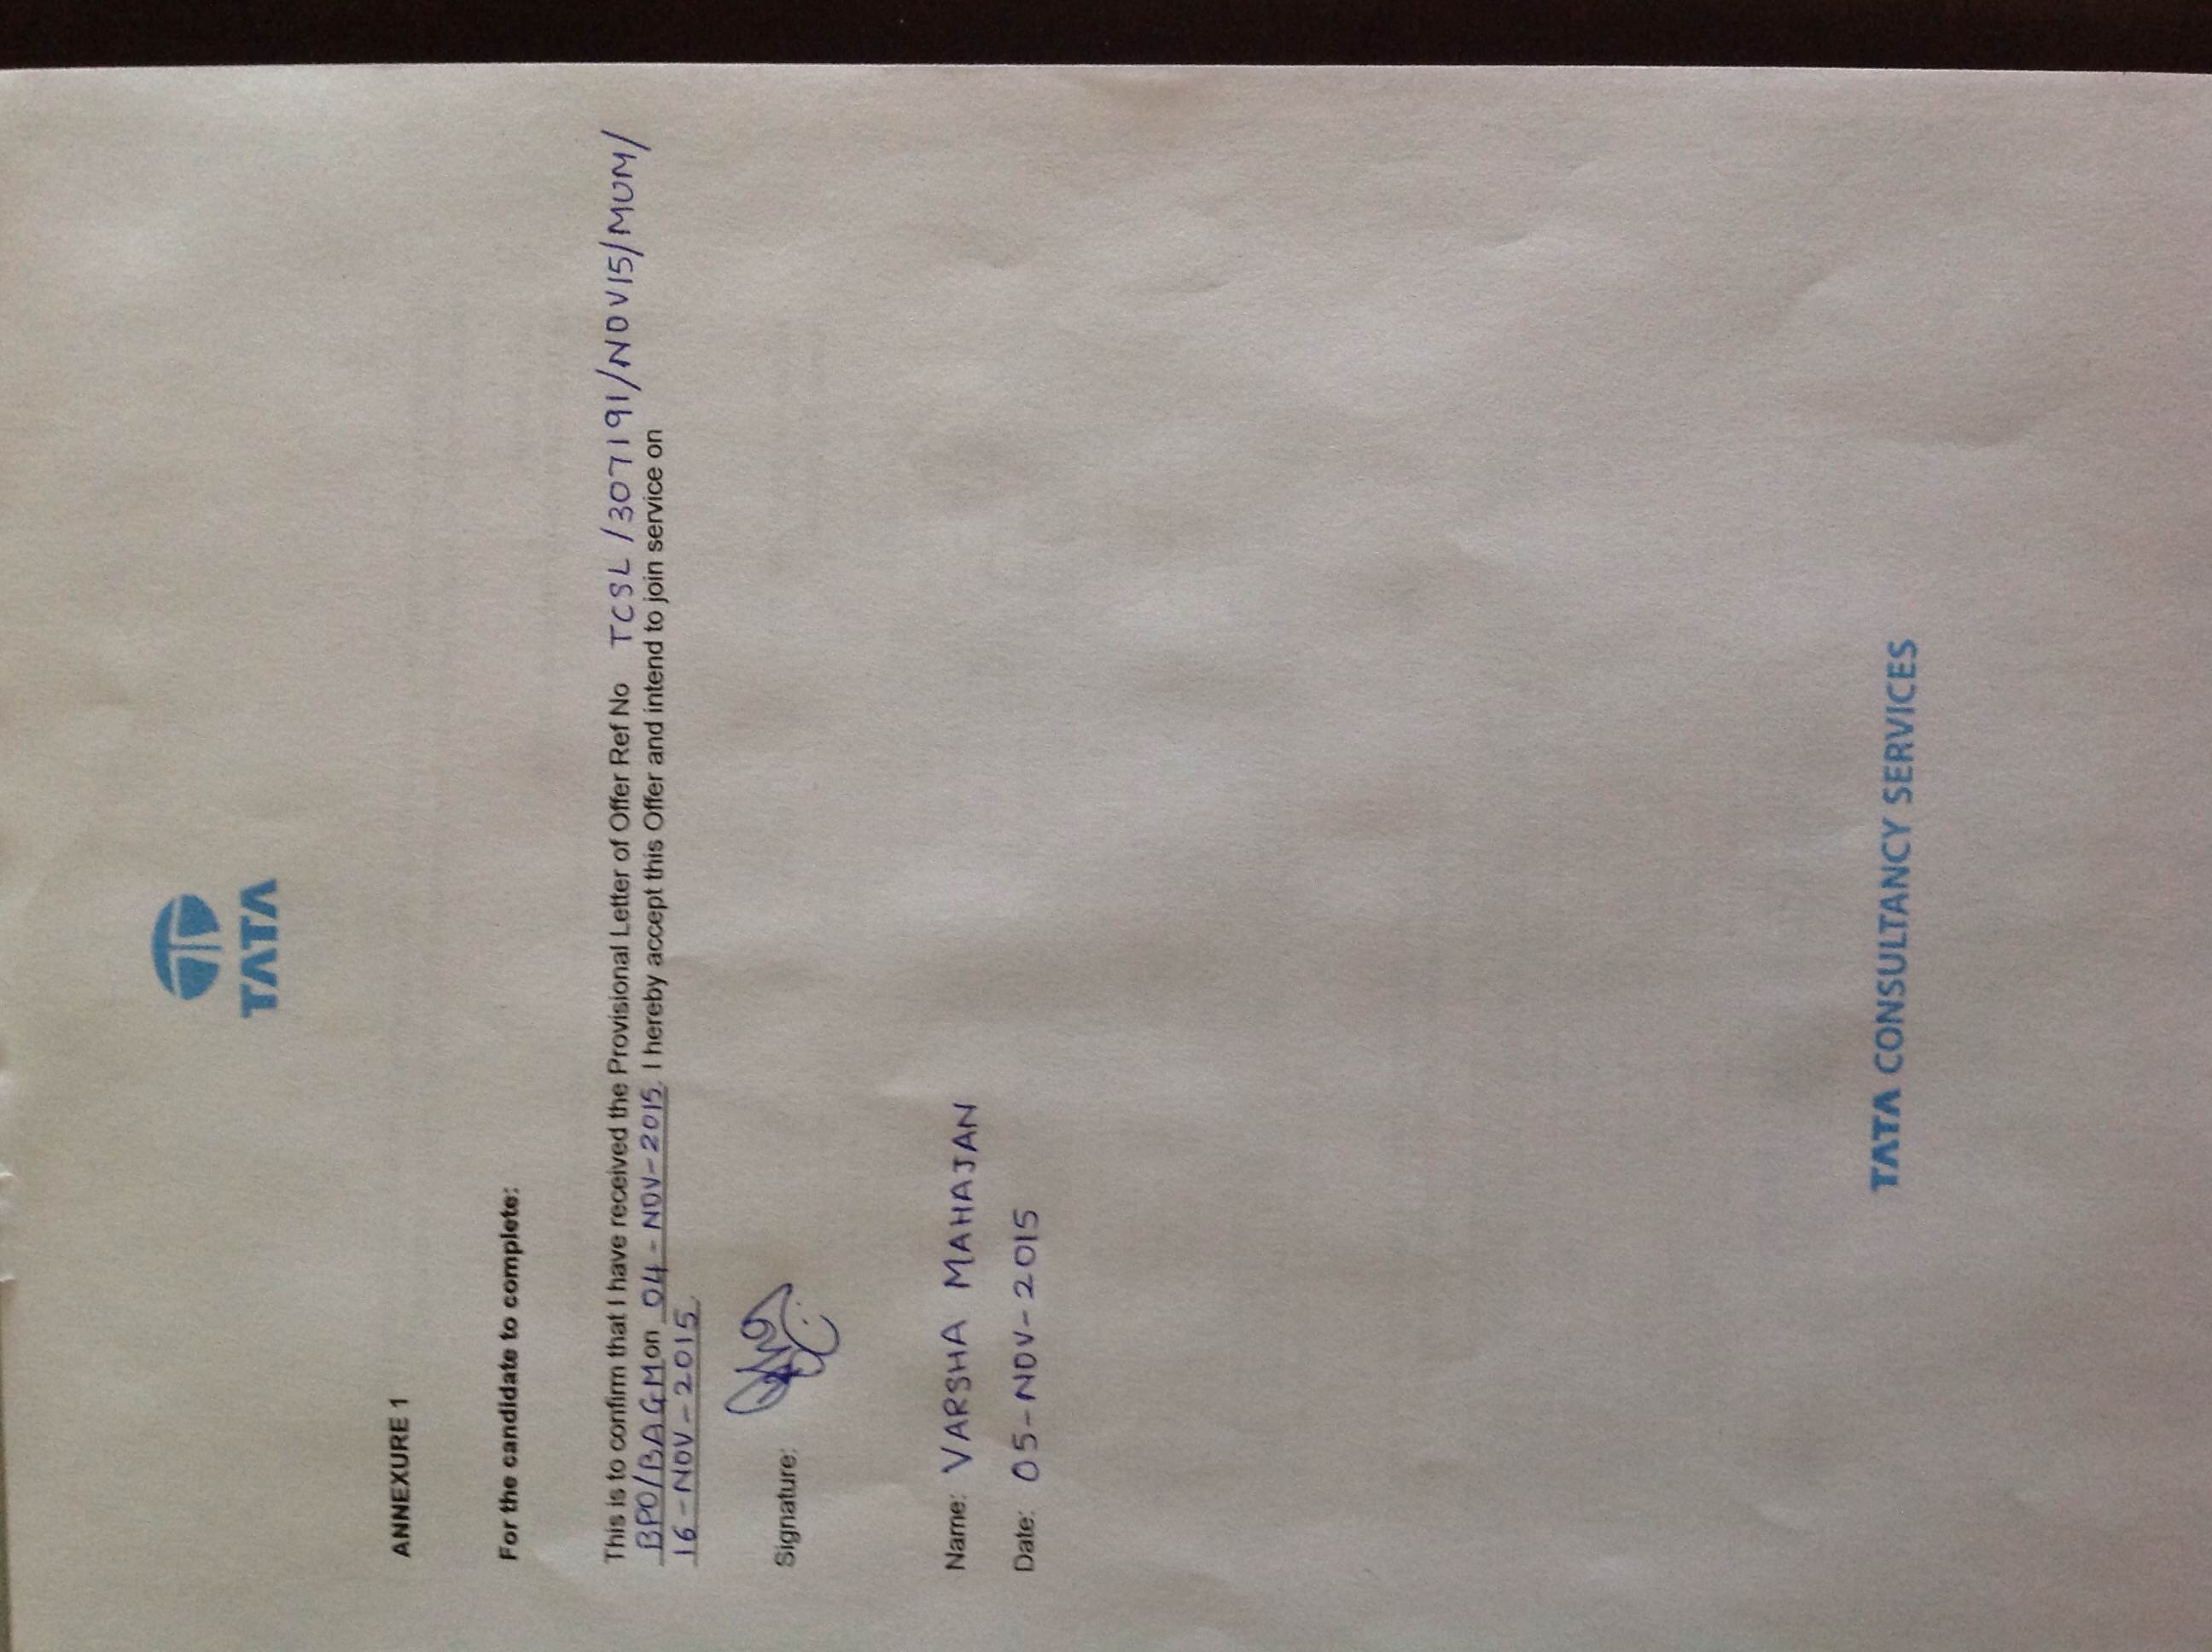 TATA
ANNEXURE 1
For the candidate to complete:
This is to confirm that I have received the Provisional Letter of Offer Ref No TCSL/307191/NOV15/MUM/
BPO/BAGM on 04-NOV-2015. I hereby accept this Offer and intend to join service on
16-NOV-2015.
Signature:
Name: VARSHA MAHAJAN
Date: 05-NOV-2015
TATA CONSULTANCY SERVICES